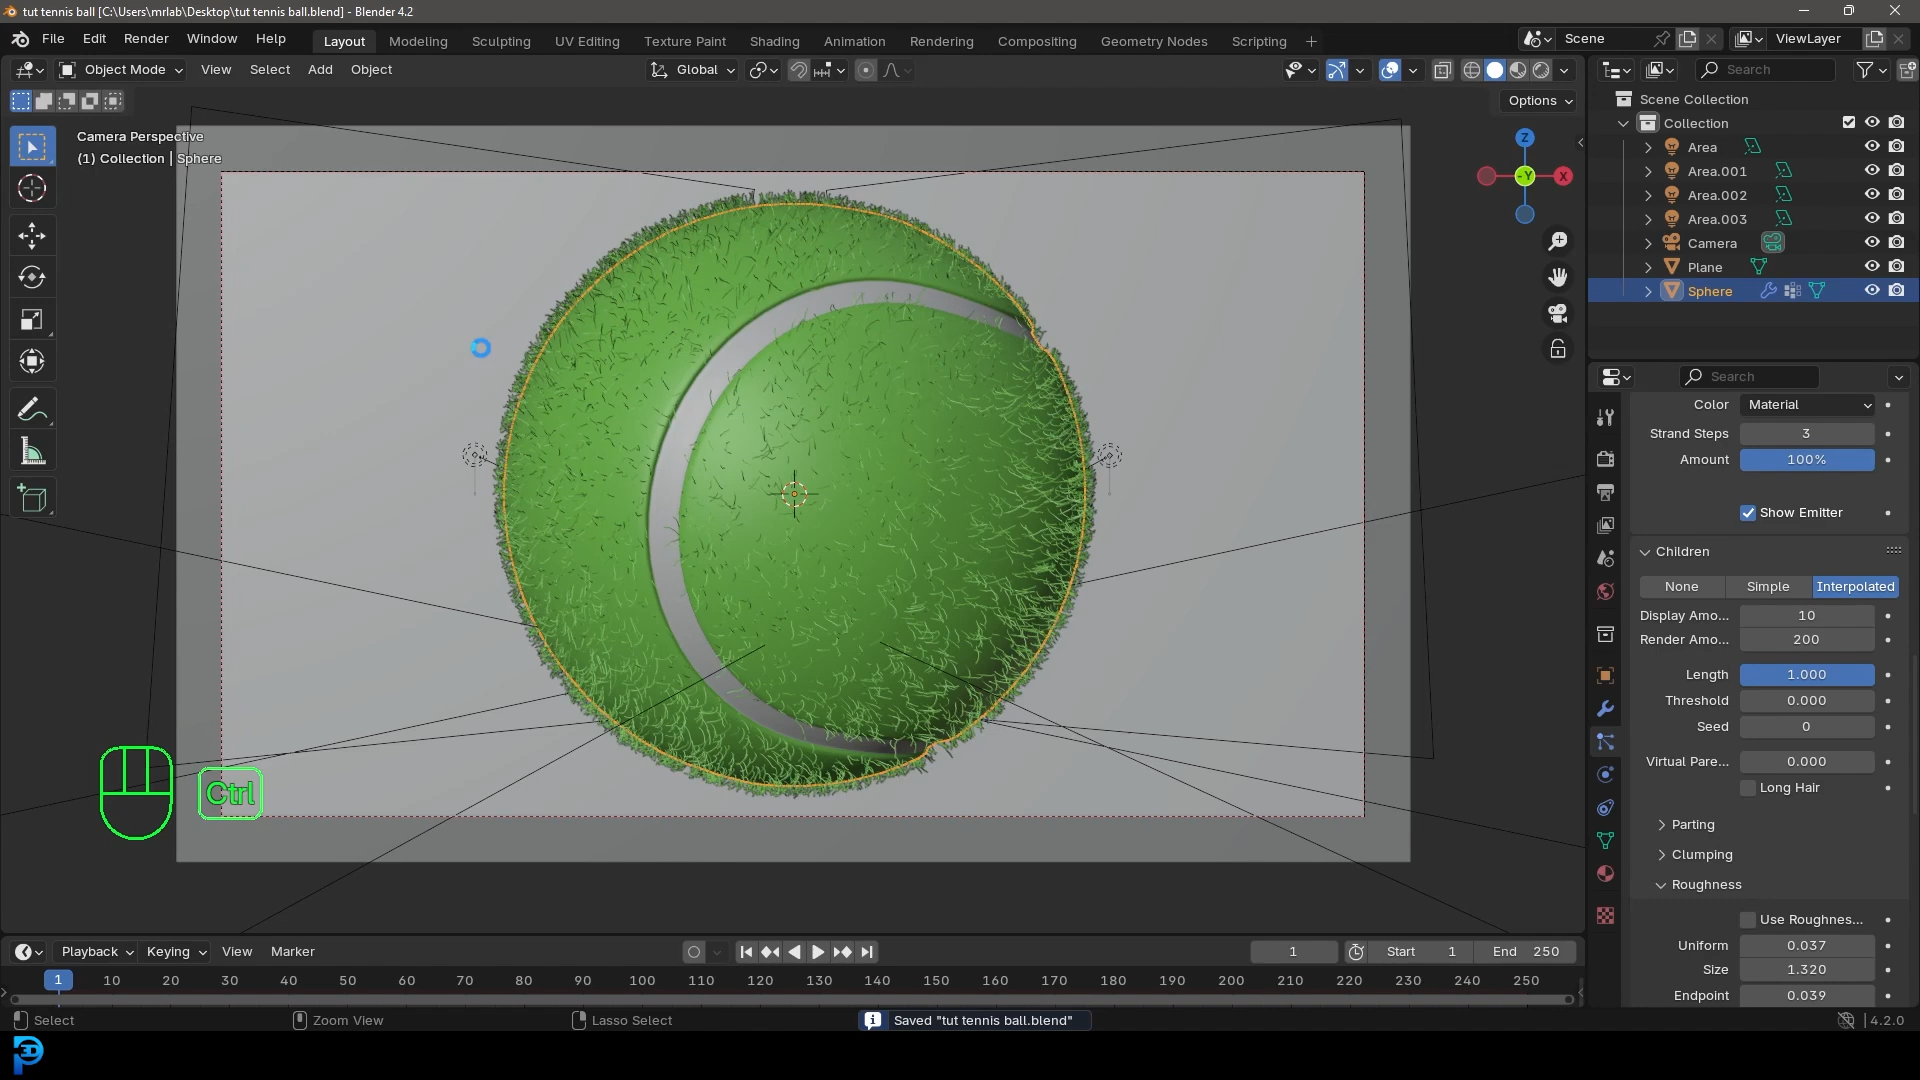 tut tennis ball [C:\Users\mrlab\Desktop\tut tennis ball.blend] - Blender 4.2
File Edit Render Window Help
Layout Modeling Sculpting UV Editing Texture Paint Shading Animation Rendering Compositing Geometry Nodes Scripting +
Scene
ViewLayer
Object Mode View Select Add Object
Global
Search
Options
Camera Perspective
(1) Collection | Sphere
Z
-Y
X
Scene Collection
Collection
Area
Area.001
Area.002
Area.003
Camera
Plane
Sphere
Search
Color Material
Strand Steps 3
Amount 100%
Show Emitter
Children
None Simple Interpolated
Display Amo... 10
Render Amo... 200
Length 1.000
Threshold 0.000
Seed 0
Virtual Pare... 0.000
Long Hair
Parting
Clumping
Roughness
Use Roughnes...
Uniform 0.037
Size 1.320
Endpoint 0.039
Ctrl
Playback Keying View Marker
1
Start 1
End 250
1 10 20 30 40 50 60 70 80 90 100 110 120 130 140 150 160 170 180 190 200 210 220 230 240 250
Select
Zoom View
Lasso Select
Saved "tut tennis ball.blend"
4.2.0
3D